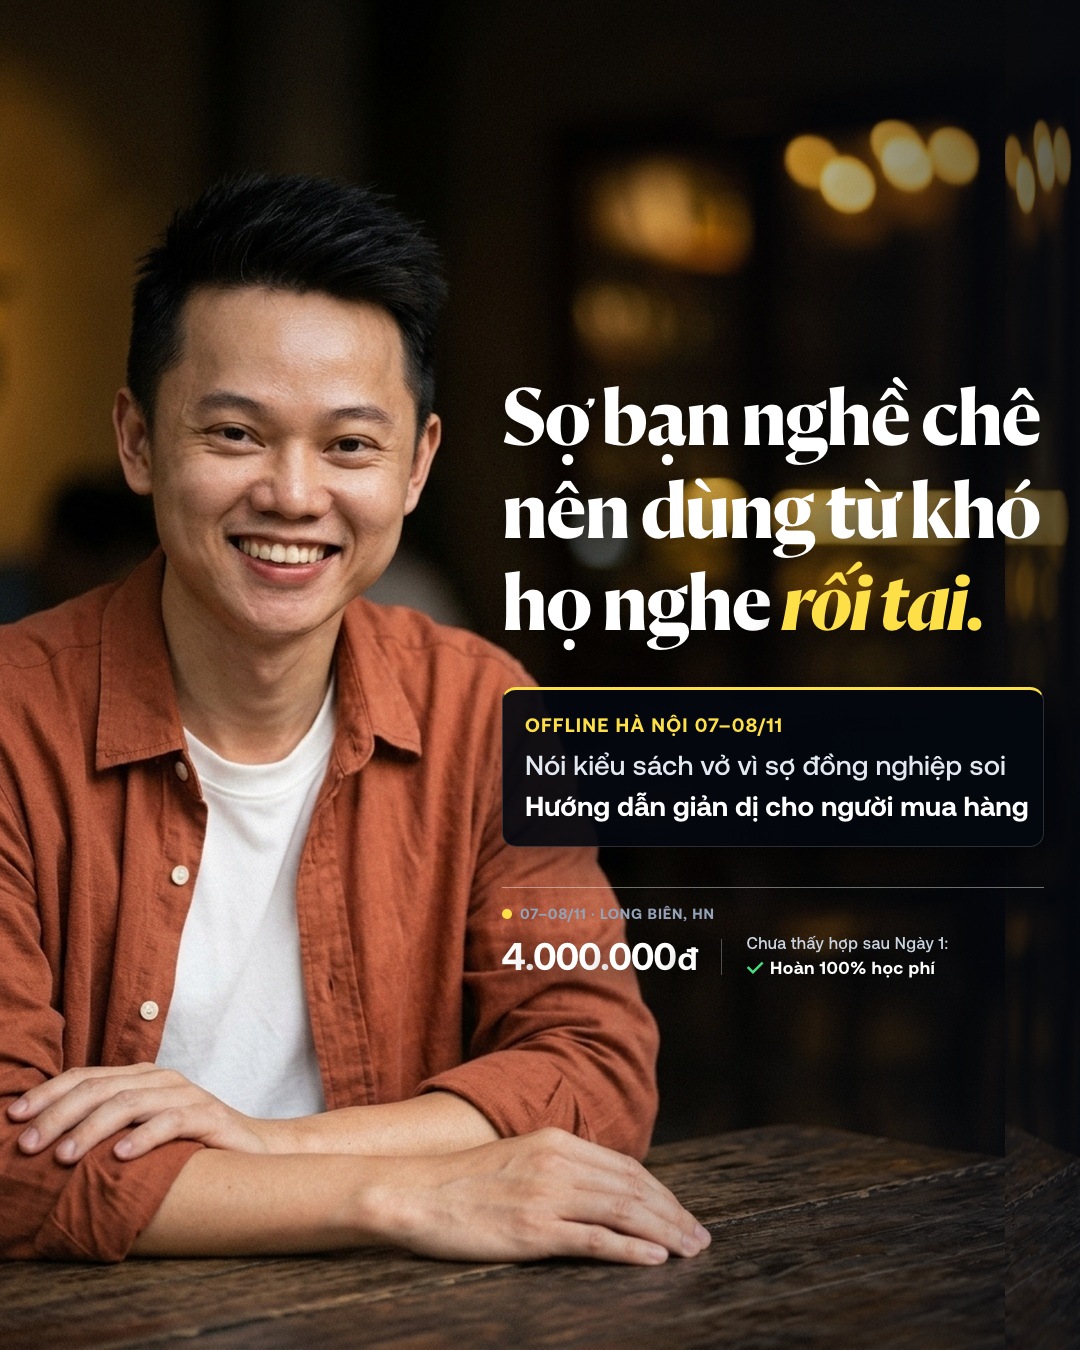 Sợ bạn nghề chê
nên dùng từ khó
họ nghe rối tai.
OFFLINE HÀ NỘI 07–08/11
Nói kiểu sách vở vì sợ đồng nghiệp soi
Hướng dẫn giản dị cho người mua hàng
07–08/11 · LONG BIÊN, HN
4.000.000đ
Chưa thấy hợp sau Ngày 1:
Hoàn 100% học phí